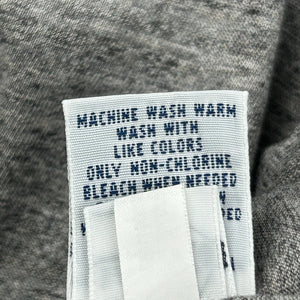 MACHINE WASH WARM
WASH WITH
LIKE COLORS
ONLY NON-CHLORINE
BLEACH WHEN NEEDED